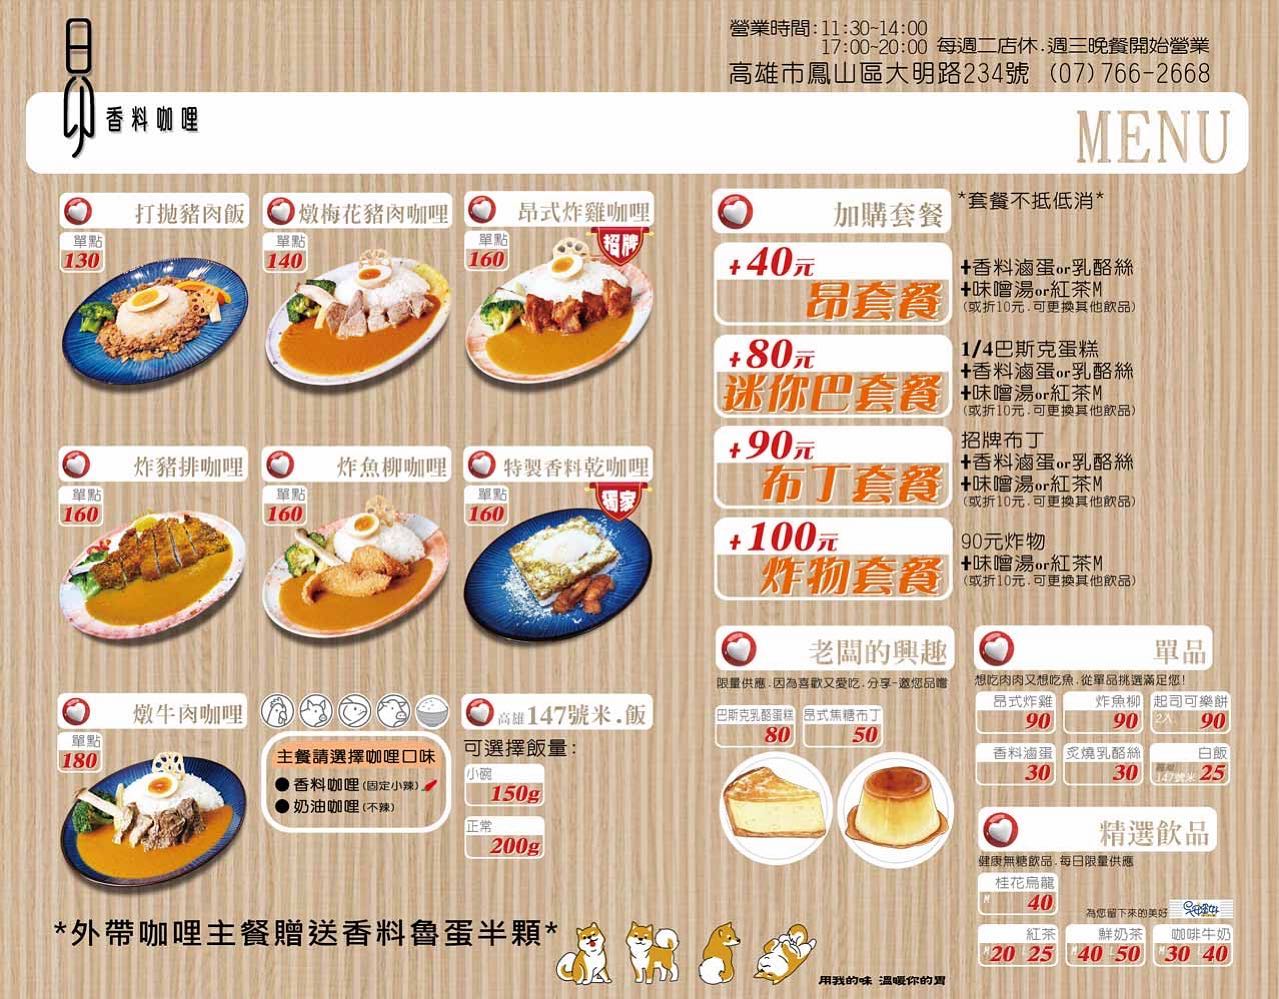 營業時間:11:30~14:00
17:00~20:00 每週二店休.週三晚餐開始營業
高雄市鳳山區大明路234號 (07)766-2668
香料咖哩
MENU
打拋豬肉飯
單點
130
燉梅花豬肉咖哩
單點
140
昂式炸雞咖哩
單點
160
招牌
炸豬排咖哩
單點
160
炸魚柳咖哩
單點
160
特製香料乾咖哩
單點
160
獨家
燉牛肉咖哩
單點
180
主餐請選擇咖哩口味
●香料咖哩(固定小辣)
●奶油咖哩(不辣)
高雄147號米.飯
可選擇飯量:
小碗
150g
正常
200g
*外帶咖哩主餐贈送香料魯蛋半顆*
加購套餐
*套餐不抵低消*
+40元
昂套餐
+香料滷蛋or乳酪絲
+味噌湯or紅茶M
(或折10元.可更換其他飲品)
+80元
迷你巴套餐
1/4巴斯克蛋糕
+香料滷蛋or乳酪絲
+味噌湯or紅茶M
(或折10元.可更換其他飲品)
+90元
布丁套餐
招牌布丁
+香料滷蛋or乳酪絲
+味噌湯or紅茶M
(或折10元.可更換其他飲品)
+100元
炸物套餐
90元炸物
+味噌湯or紅茶M
(或折10元.可更換其他飲品)
老闆的興趣
限量供應.因為喜歡又愛吃.分享-邀您品嚐
巴斯克乳酪蛋糕
80
昂式焦糖布丁
50
單品
想吃肉肉又想吃魚.從單品挑選滿足您!
昂式炸雞
90
炸魚柳
90
起司可樂餅
2入 90
香料滷蛋
30
炙燒乳酪絲
30
白飯
高雄
147號米 25
精選飲品
健康無糖飲品.每日限量供應
桂花烏龍
M 40
為您留下來的美好
紅茶
M 20 L 25
鮮奶茶
M 40 L 50
咖啡牛奶
M 30 L 40
用我的味 溫暖你的胃